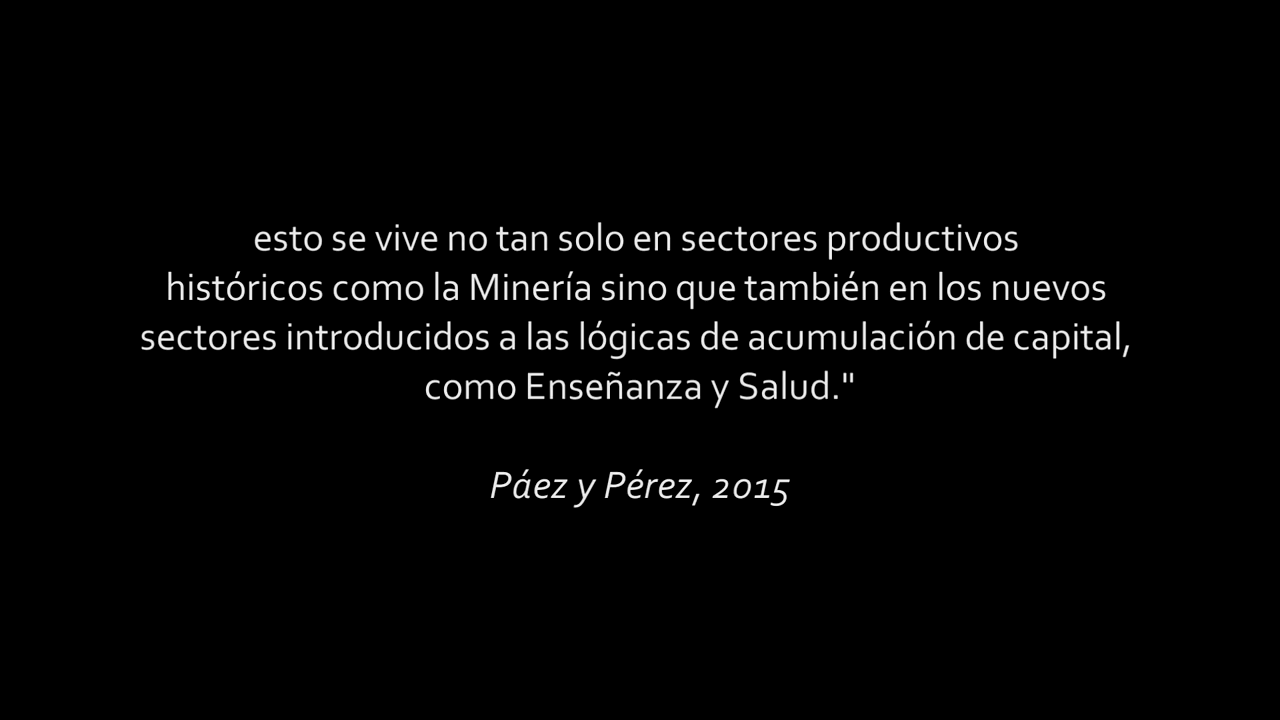 esto se vive no tan solo en sectores productivos
históricos como la Minería sino que también en los nuevos
sectores introducidos a las lógicas de acumulación de capital,
como Enseñanza y Salud."
Páez y Pérez, 2015